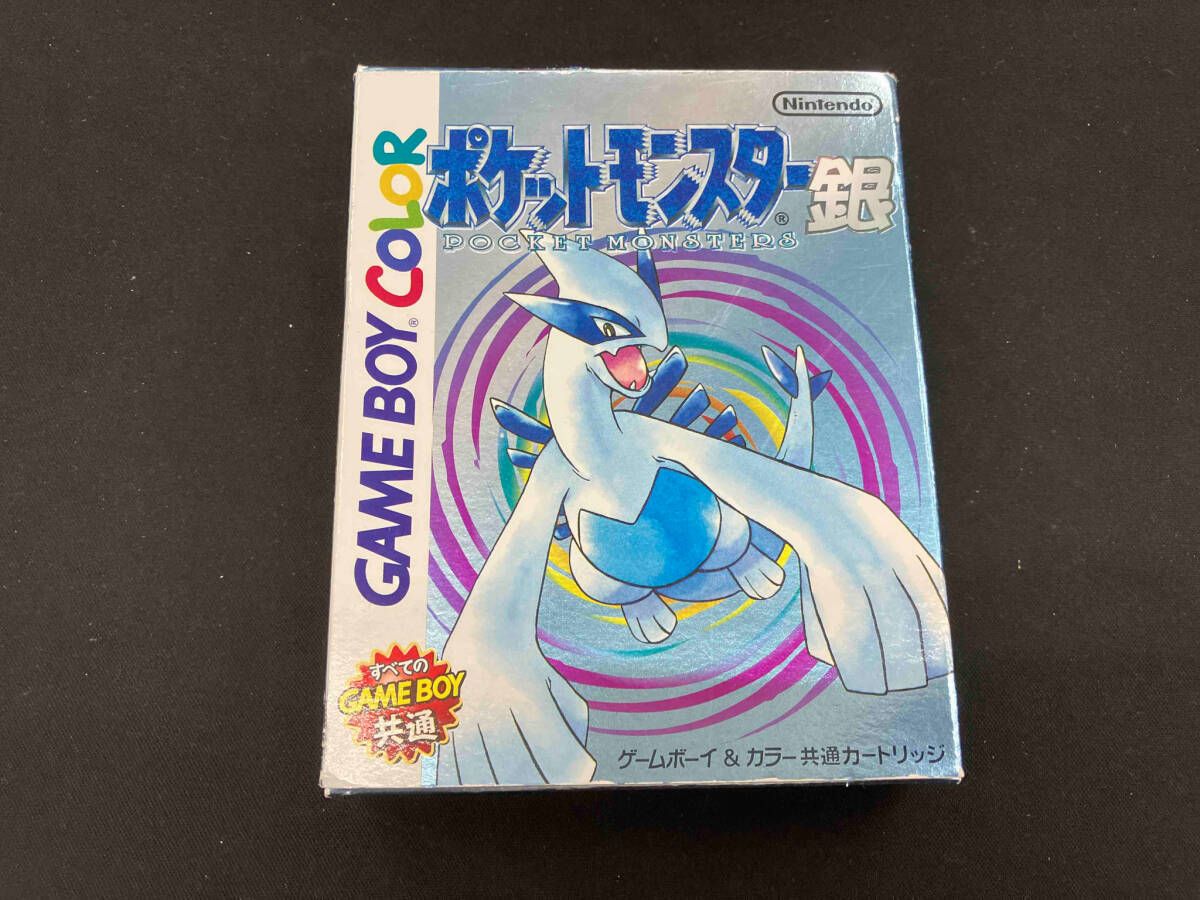 Nintendo®
ポケットモンスター®銀
POCKET MONSTERS
GAME BOY® COLOR
すべての
GAME BOY
共通
ゲームボーイ & カラー共通カートリッジ